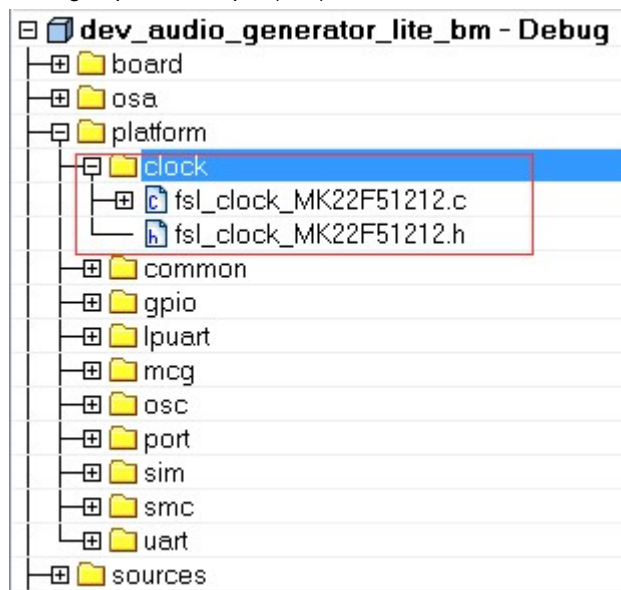 dev_audio_generator_lite_bm - Debug
board
osa
platform
clock
fsl_clock_MK22F51212.c
fsl_clock_MK22F51212.h
common
gpio
lpuart
mcg
osc
port
sim
smc
uart
sources